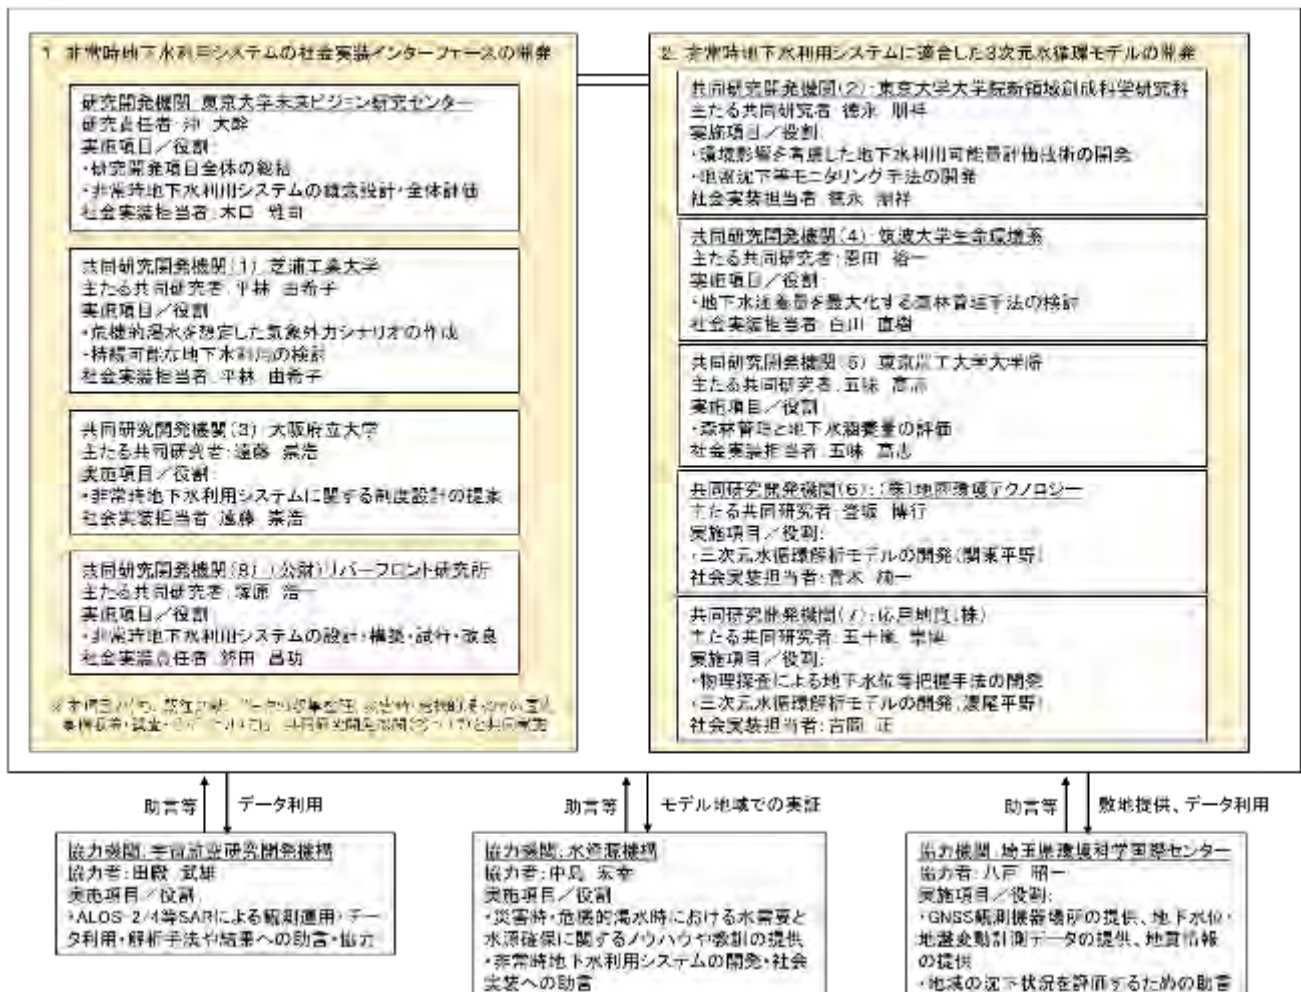 1. 非常時地下水利用システムの社会実装インターフェースの開発
研究開発機関:東京大学未来ビジョン研究センター
研究責任者:沖 大幹
実施項目/役割:
・研究開発項目全体の総括
・非常時地下水利用システムの概念設計・全体評価
社会実装担当者:木口 雅司
共同研究開発機関(1):芝浦工業大学
主たる共同研究者:平林 由希子
実施項目/役割:
・危機的渇水を想定した気象外力シナリオの作成
・持続可能な地下水利用の検討
社会実装担当者:平林 由希子
共同研究開発機関(3):大阪府立大学
主たる共同研究者:遠藤 崇浩
実施項目/役割:
・非常時地下水利用システムに関する制度設計の提案
社会実装担当者:遠藤 崇浩
共同研究開発機関(8):(公財)リバーフロント研究所
主たる共同研究者:塚原 浩一
実施項目/役割:
・非常時地下水利用システムの設計・構築・試行・改良
社会実装責任者 昌功
2. 非常時地下水利用システムに適合した3次元水循環モデルの開発
共同研究開発機関(2):東京大学大学院新領域創成科学研究科
主たる共同研究者:徳永 朋祥
実施項目/役割:
・環境影響を考慮した地下水利用可能量評価技術の開発
・地盤沈下等モニタリング手法の開発
社会実装担当者:徳永 朋祥
共同研究開発機関(4):筑波大学生命環境系
主たる共同研究者:恩田 裕一
実施項目/役割:
・地下水涵養量を最大化する森林管理手法の検討
社会実装担当者:白川 直樹
共同研究開発機関(5):東京農工大学大学院
主たる共同研究者:五味 高志
実施項目/役割:
・森林管理と地下水涵養量の評価
社会実装担当者:五味 高志
共同研究開発機関(6):(株)地圏環境テクノロジー
主たる共同研究者:登坂 博行
実施項目/役割:
・三次元水循環解析モデルの開発(関東平野)
社会実装担当者:青木 純一
共同研究開発機関(7):応用地質(株)
主たる共同研究者:五十嵐 崇博
実施項目/役割:
・物理探査による地下水位等把握手法の開発
・三次元水循環解析モデルの開発(濃尾平野)
社会実装担当者:吉岡 正
助言等
データ利用
助言等
モデル地域での実証
助言等
敷地提供、データ利用
協力機関:宇宙航空研究開発機構
協力者:田殿 武雄
実施項目/役割:
・ALOS-2/4等SARによる観測運用・デー
タ利用・解析手法や結果への助言・協力
協力機関:水資源機構
協力者:中島 宏幸
実施項目/役割:
・災害時・危機的渇水時における水需要と
水源確保に関するノウハウや教訓の提供
・非常時地下水利用システムの開発・社会
実装への助言
協力機関:埼玉県環境科学国際センター
協力者:八戸 昭一
実施項目/役割:
・GNSS観測機器場所の提供、地下水位・
地盤変動計測データの提供、地質情報
の提供
・地域の沈下状況を評価するための助言